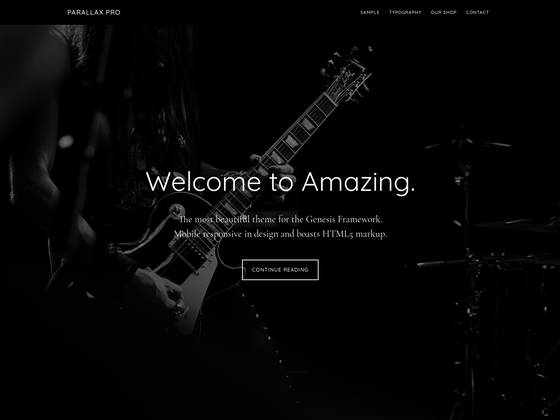 PARALLAX PRO
SAMPLE TYPOGRAPHY OUR SHOP CONTACT
Welcome to Amazing.
The most beautiful theme for the Genesis Framework.
Mobile responsive in design and boasts HTML5 markup.
CONTINUE READING